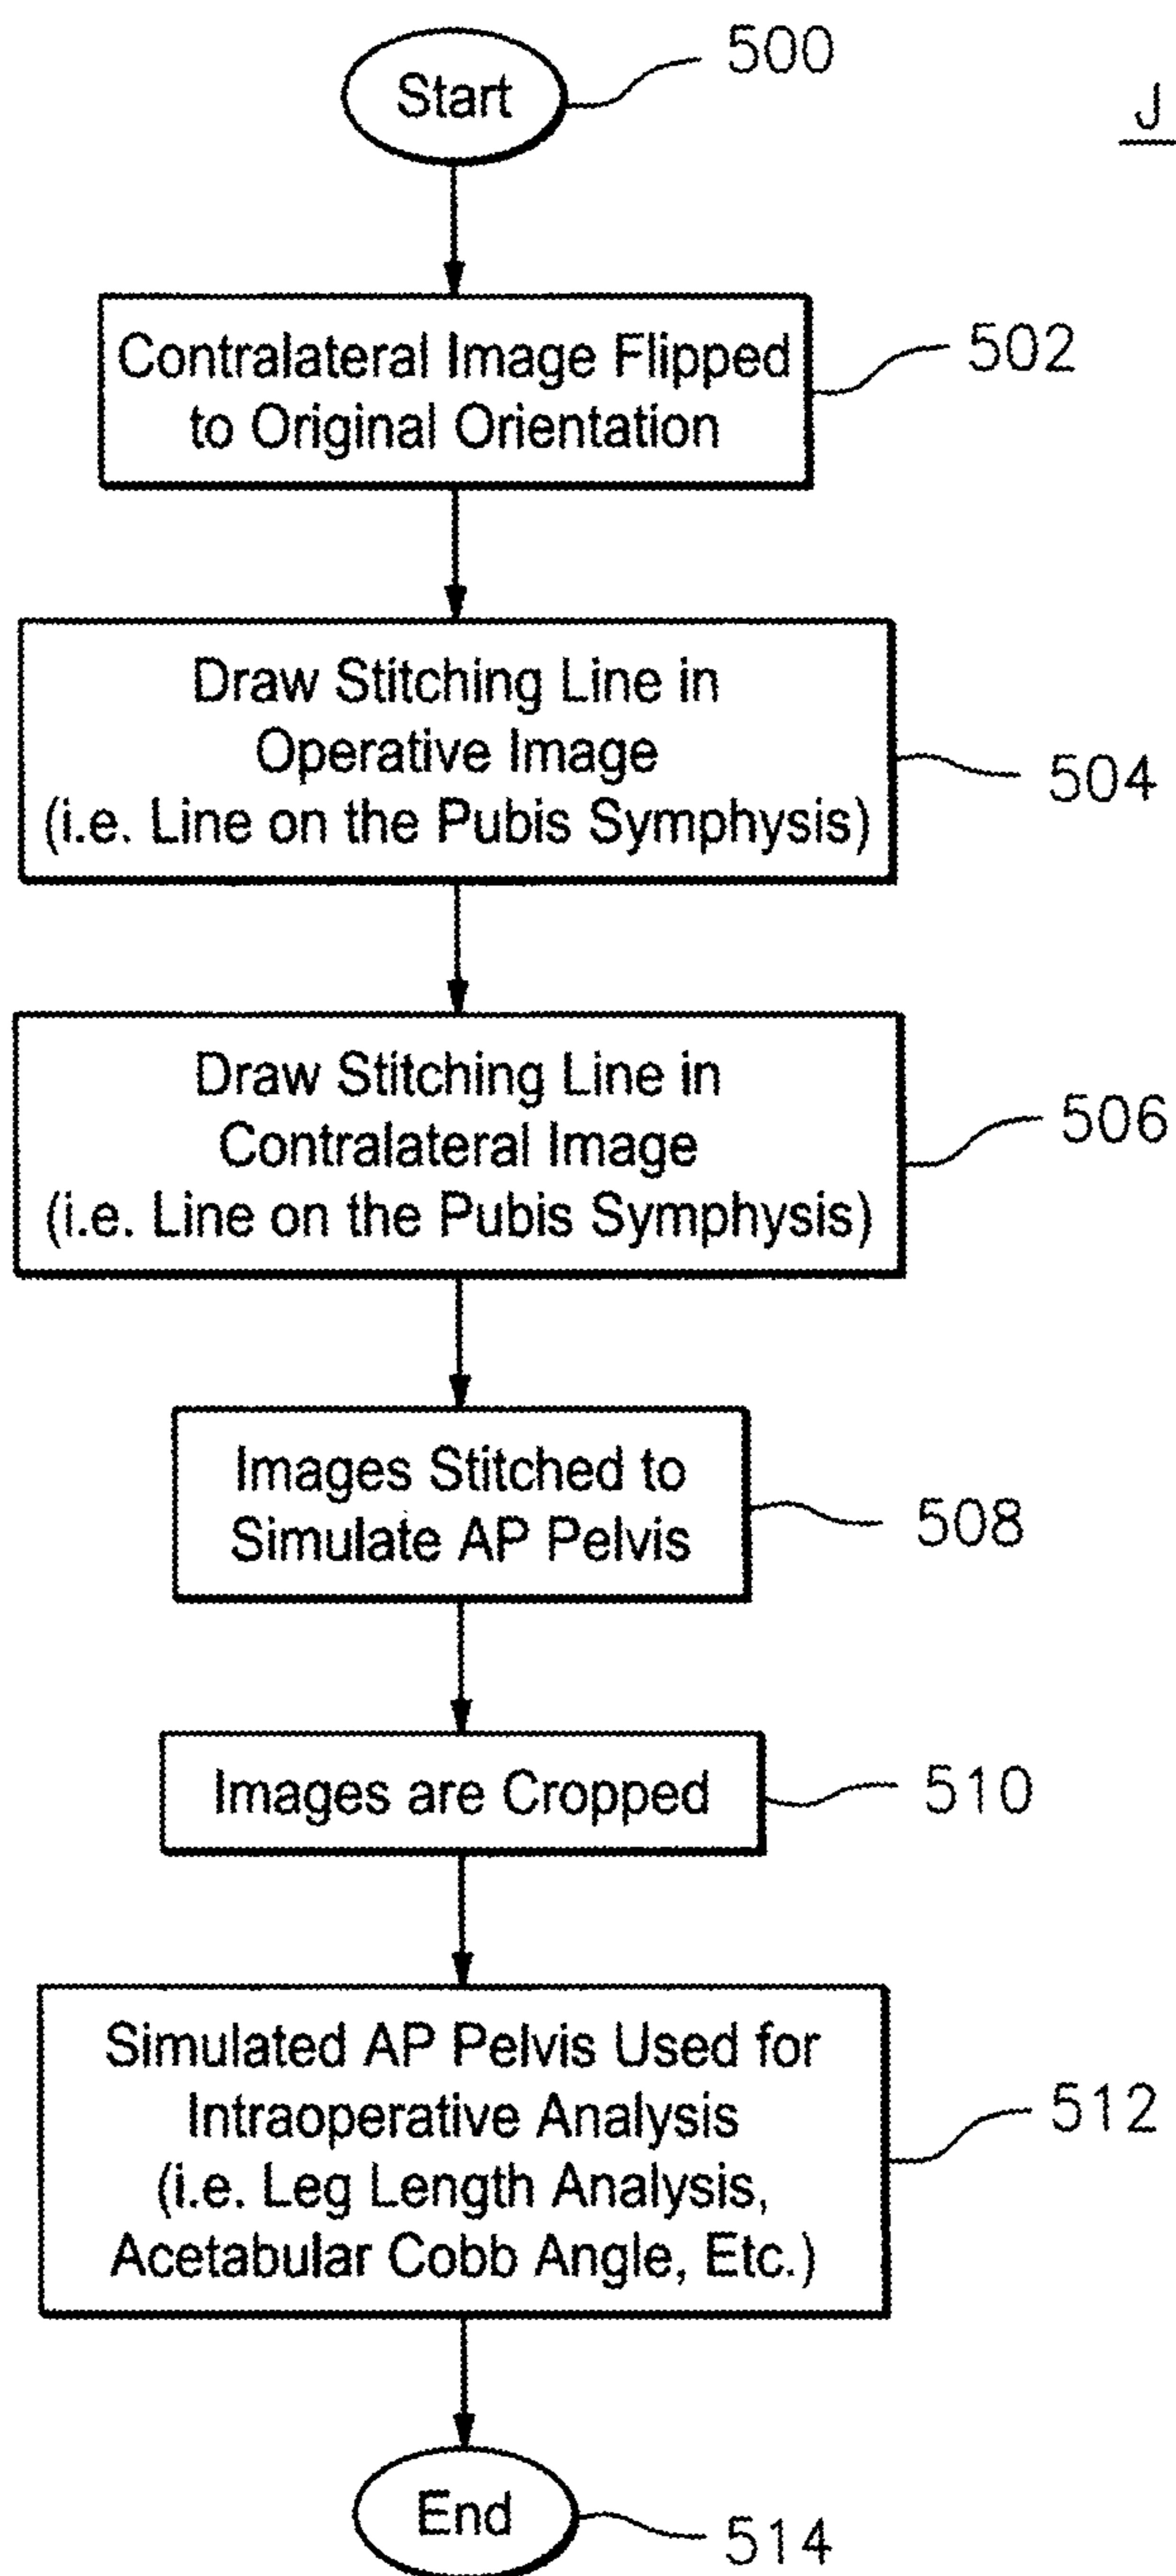 Start
500
J
Contralateral Image Flipped
to Original Orientation
502
Draw Stitching Line in
Operative Image
(i.e. Line on the Pubis Symphysis)
504
Draw Stitching Line in
Contralateral Image
(i.e. Line on the Pubis Symphysis)
506
Images Stitched to
Simulate AP Pelvis
508
Images are Cropped
510
Simulated AP Pelvis Used for
Intraoperative Analysis
(i.e. Leg Length Analysis,
Acetabular Cobb Angle, Etc.)
512
End
514